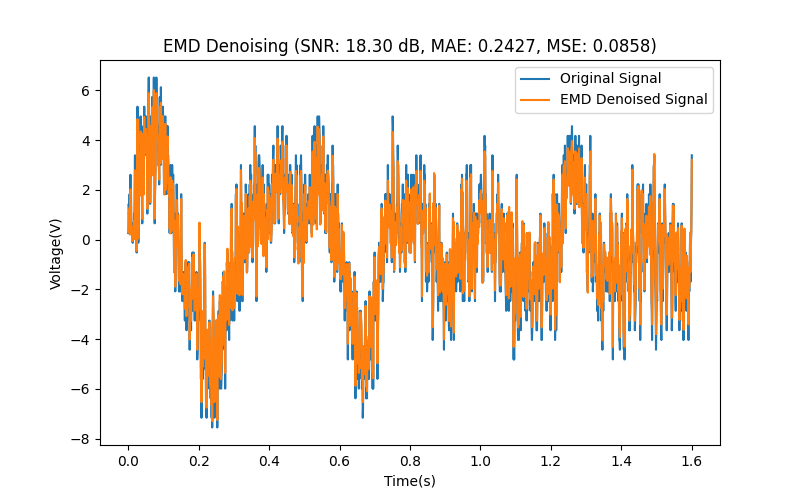 EMD Denoising (SNR: 18.30 dB, MAE: 0.2427, MSE: 0.0858)
Original Signal
EMD Denoised Signal
Voltage(V)
6
4
2
0
−2
−4
−6
−8
0.0 0.2 0.4 0.6 0.8 1.0 1.2 1.4 1.6
Time(s)